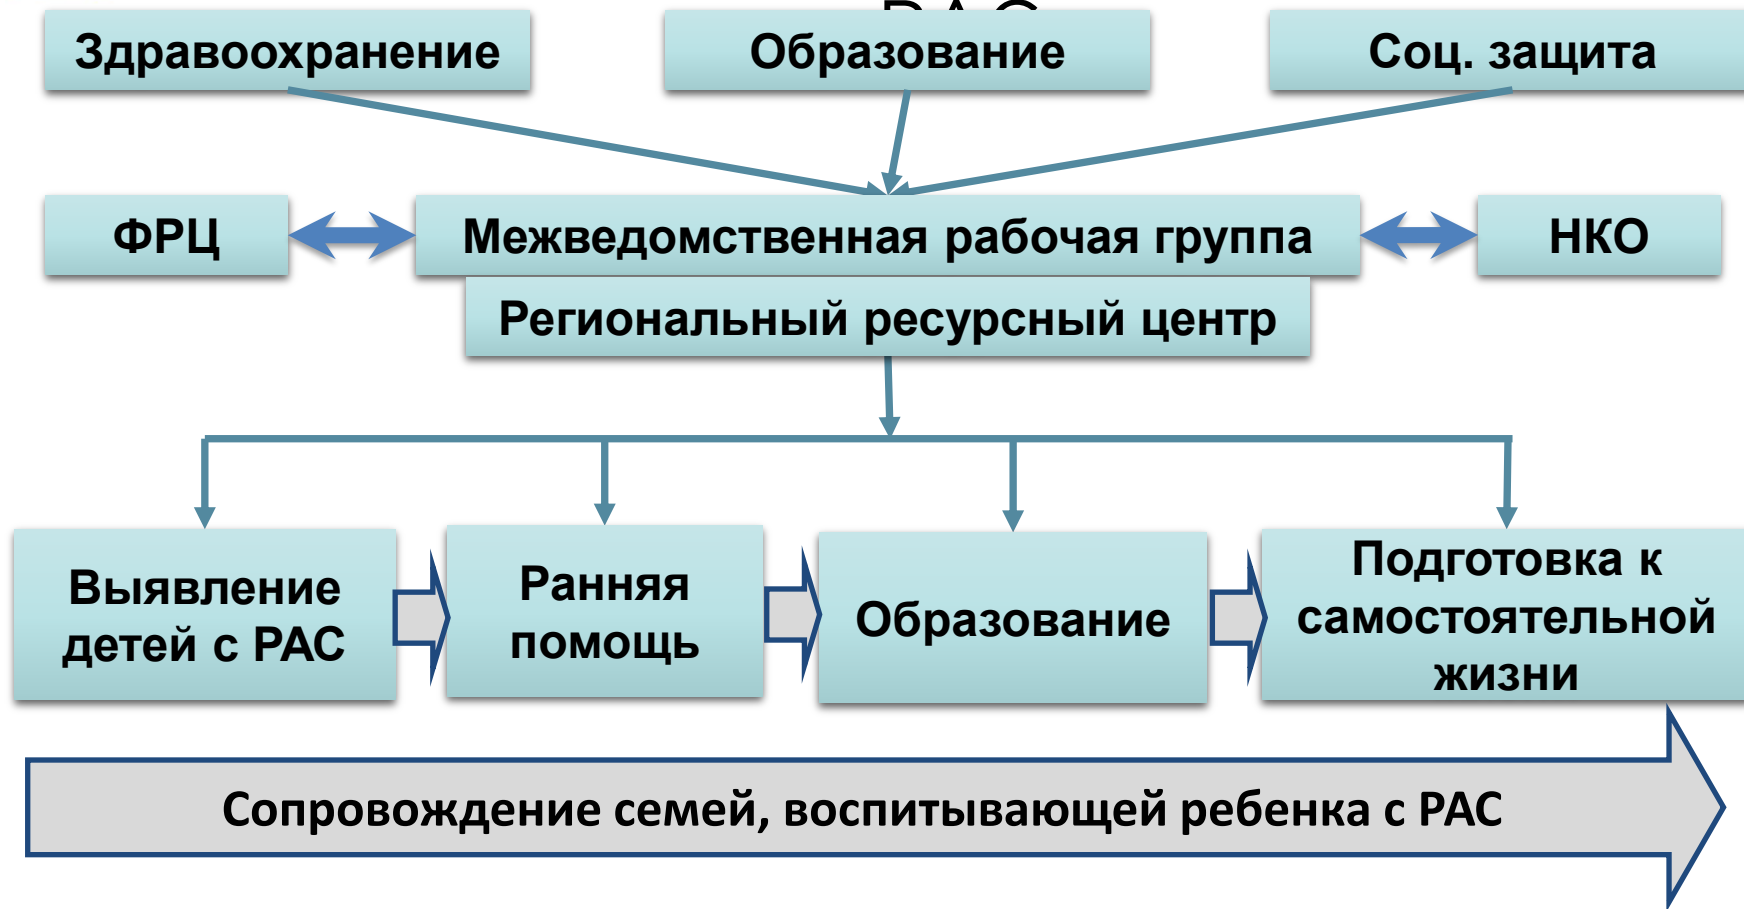 РАС
Здравоохранение
Образование
Соц. защита
ФРЦ
Межведомственная рабочая группа
НКО
Региональный ресурсный центр
Выявление
детей с РАС
Ранняя
помощь
Образование
Подготовка к
самостоятельной
жизни
Сопровождение семей, воспитывающей ребенка с РАС